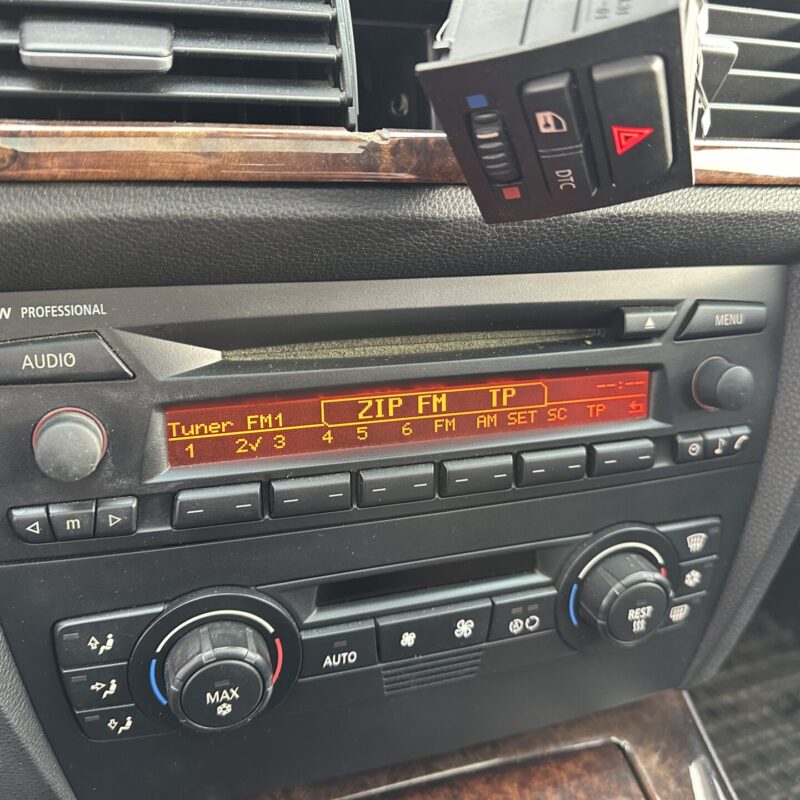 DTC
PROFESSIONAL
AUDIO
MENU
Tuner FM1 ZIP FM TP --:--
1 2✓ 3 4 5 6 FM AM SET SC TP
m
AUTO
MAX
REST